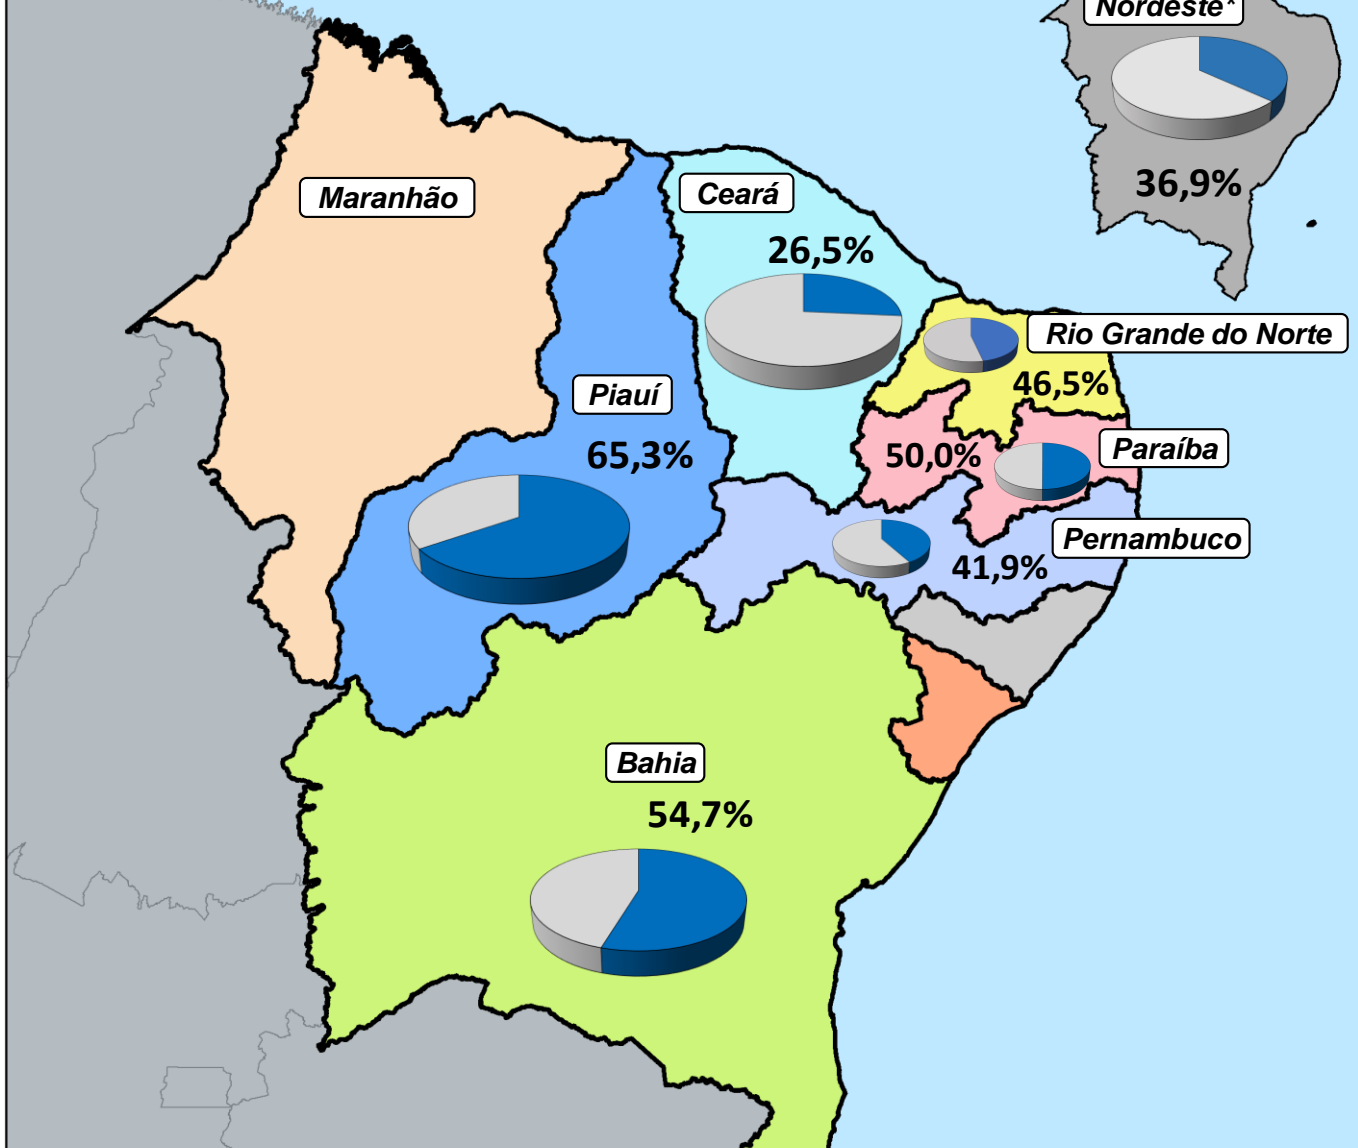 Nordeste*
36,9%
Maranhão
Ceará
26,5%
Rio Grande do Norte
46,5%
Piauí
65,3%
Paraíba
50,0%
Pernambuco
41,9%
Bahia
54,7%